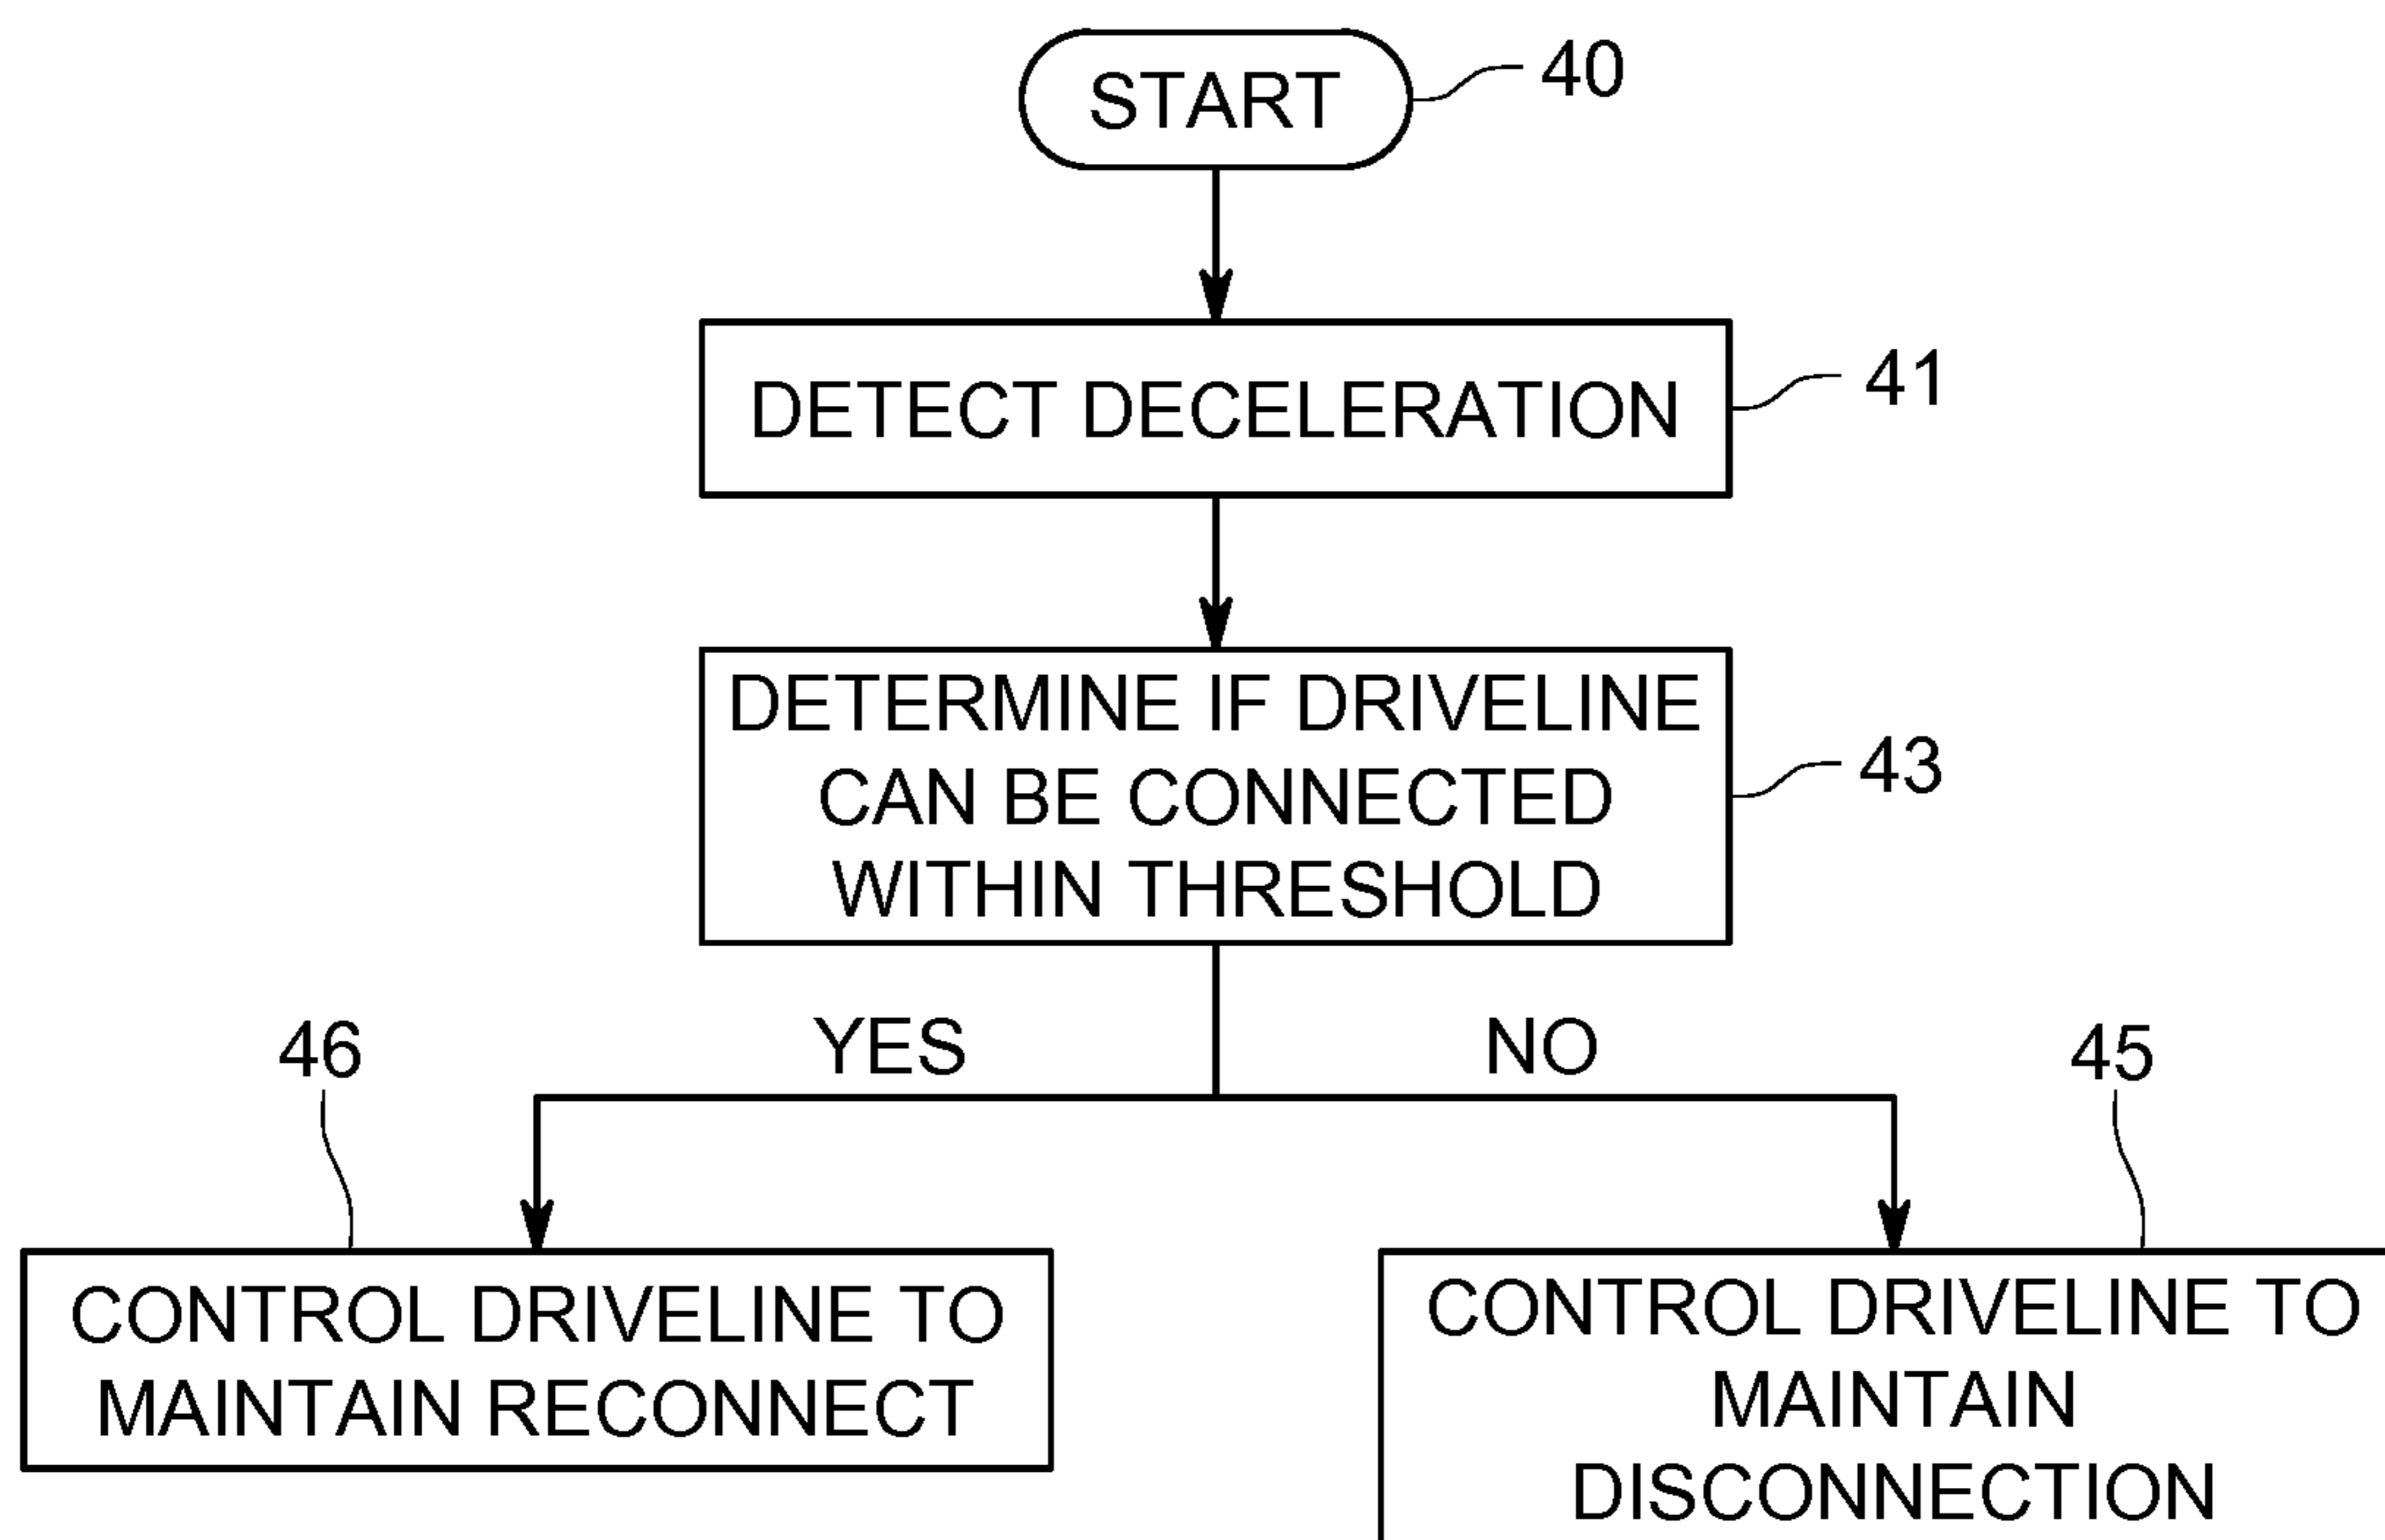 START
40
DETECT DECELERATION
41
DETERMINE IF DRIVELINE
CAN BE CONNECTED
WITHIN THRESHOLD
43
YES
NO
46
45
CONTROL DRIVELINE TO
MAINTAIN RECONNECT
CONTROL DRIVELINE TO
MAINTAIN
DISCONNECTION